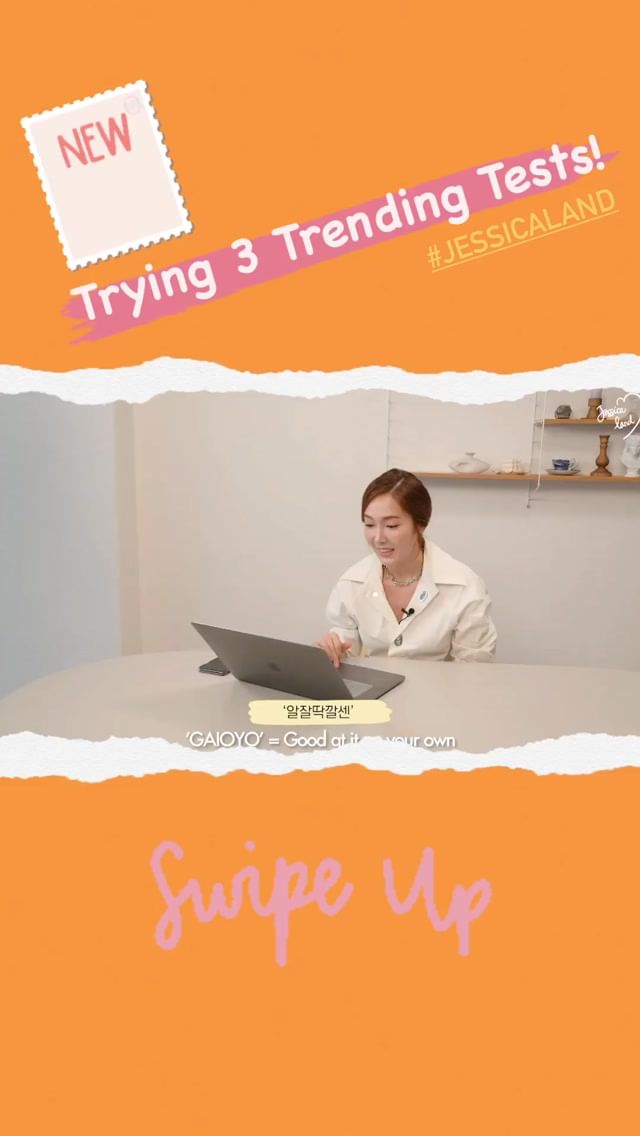 NEW
Trying 3 Trending Tests!
#JESSICALAND
Jessica
land
‘알잘딱깔센’
‘GAIOYO’ = Good at it on your own
Swipe Up